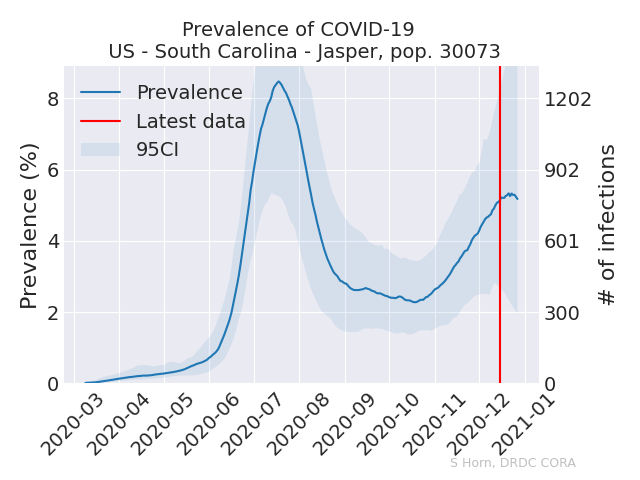 Prevalence of COVID-19
US - South Carolina - Jasper, pop. 30073
Prevalence
Latest data
95CI
Prevalence (%)
8
6
4
2
0
1202
902
601
300
0
# of infections
2020-03
2020-04
2020-05
2020-06
2020-07
2020-08
2020-09
2020-10
2020-11
2020-12
2021-01
S Horn, DRDC CORA